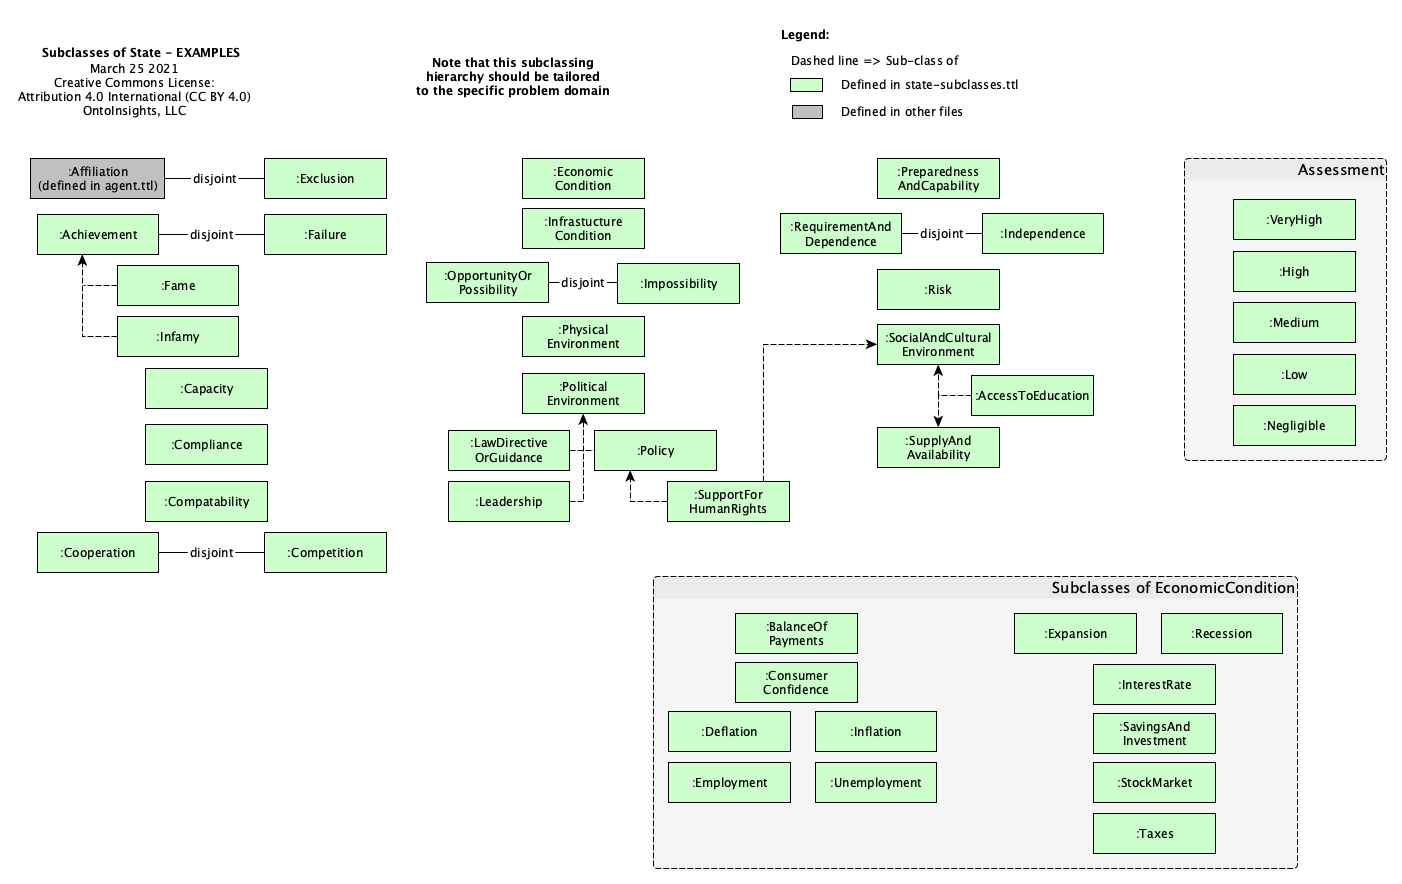 Subclasses of State – EXAMPLES
March 25 2021
Creative Commons License:
Attribution 4.0 International (CC BY 4.0)
OntoInsights, LLC
Note that this subclassing
hierarchy should be tailored
to the specific problem domain
Legend:
Dashed line => Sub-class of
Defined in state-subclasses.ttl
Defined in other files
:Affiliation
(defined in agent.ttl)
disjoint
:Exclusion
:Achievement
disjoint
:Failure
:Fame
:Infamy
:Capacity
:Compliance
:Compatability
:Cooperation
disjoint
:Competition
:Economic
Condition
:Infrastucture
Condition
:OpportunityOr
Possibility
disjoint
:Impossibility
:Physical
Environment
:Political
Environment
:LawDirective
OrGuidance
:Policy
:Leadership
:SupportFor
HumanRights
:Preparedness
AndCapability
:RequirementAnd
Dependence
disjoint
:Independence
:Risk
:SocialAndCultural
Environment
:AccessToEducation
:SupplyAnd
Availability
Assessment
:VeryHigh
:High
:Medium
:Low
:Negligible
Subclasses of EconomicCondition
:BalanceOf
Payments
:Consumer
Confidence
:Deflation
:Inflation
:Employment
:Unemployment
:Expansion
:Recession
:InterestRate
:SavingsAnd
Investment
:StockMarket
:Taxes